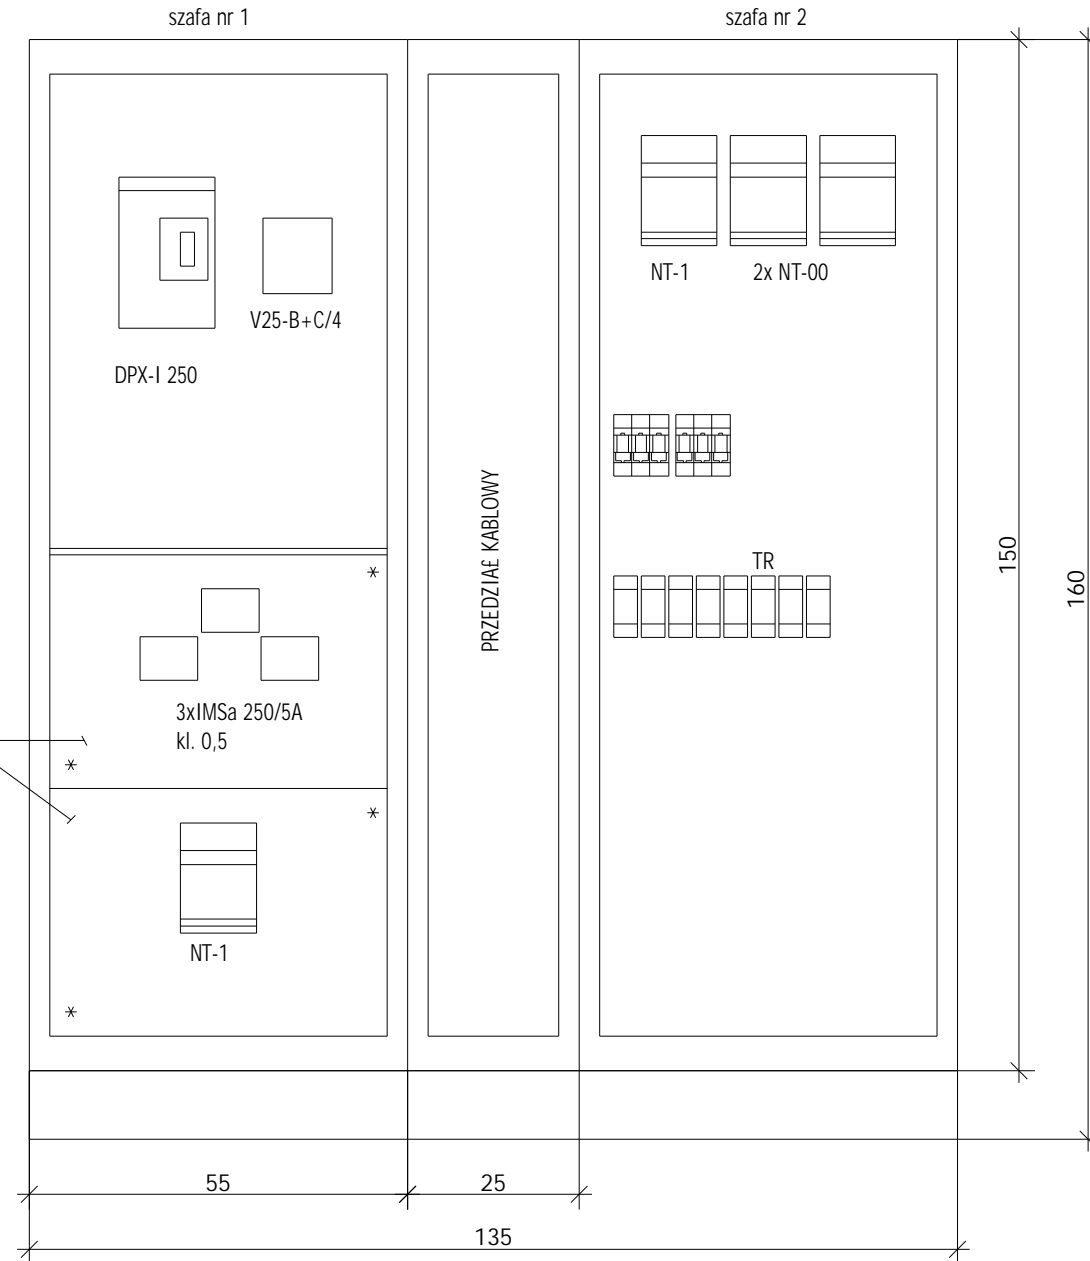 szafa nr 1
szafa nr 2
NT-1
2x NT-00
V25-B+C/4
DPX-I 250
PRZEDZIAŁ KABLOWY
TR
150
160
3xIMSa 250/5A
kl. 0,5
NT-1
55
25
135